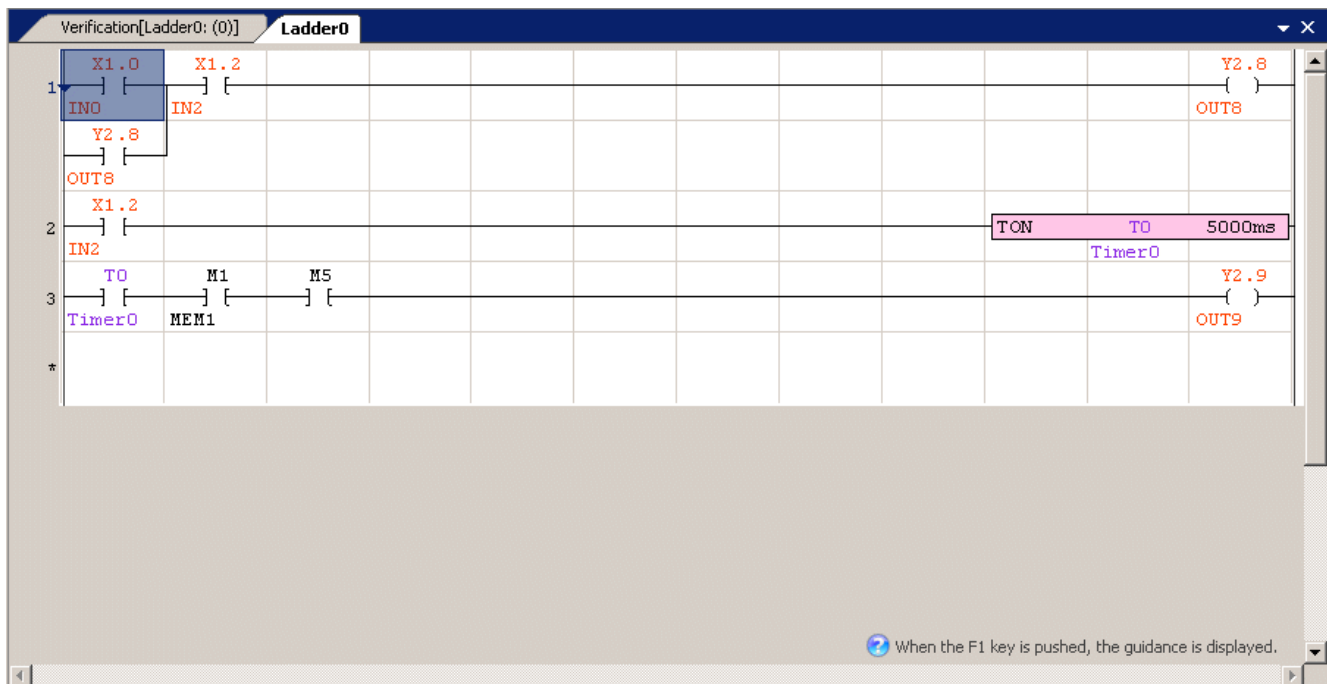 Verification[Ladder0: (0)] Ladder0
X1.0 X1.2 Y2.8
1
IN0 IN2 OUT8
Y2.8
OUT8
X1.2
2 TON T0 5000ms
IN2 Timer0
T0 M1 M5 Y2.9
3
Timer0 MEM1 OUT9
*
When the F1 key is pushed, the guidance is displayed.